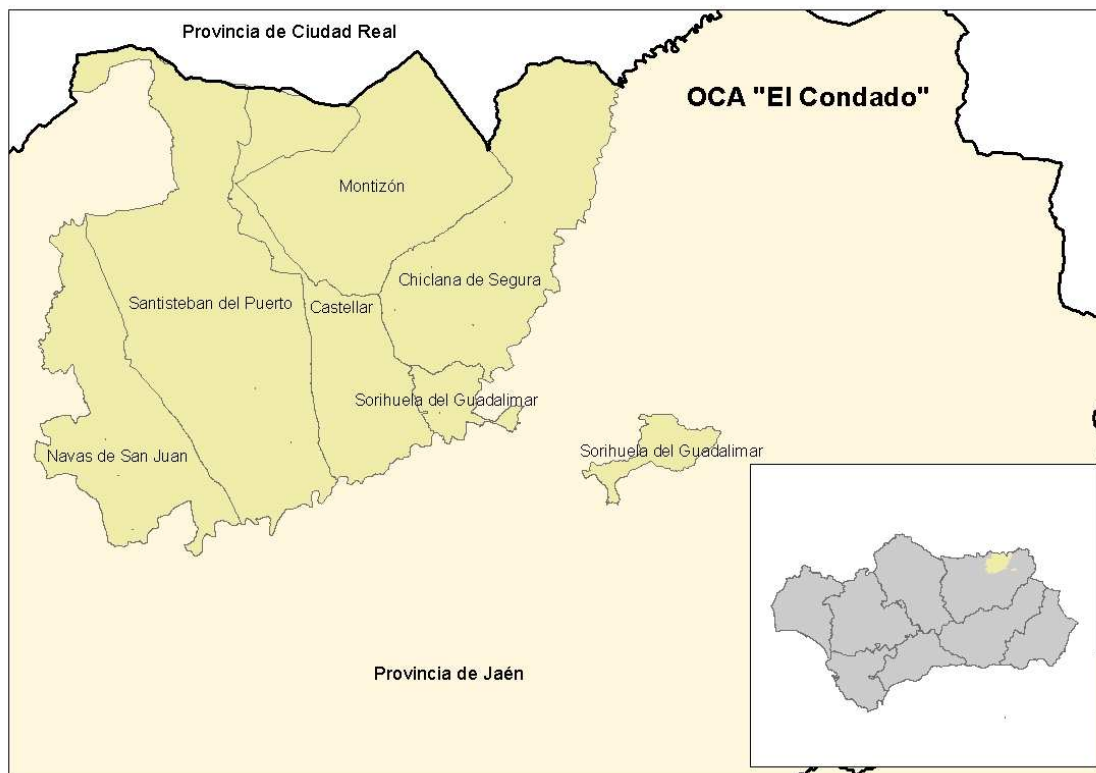 Provincia de Ciudad Real
OCA "El Condado"
Montizón
Chiclana de Segura
Santisteban del Puerto
Castellar
Sorihuela del Guadalimar
Navas de San Juan
Sorihuela del Guadalimar
Provincia de Jaén